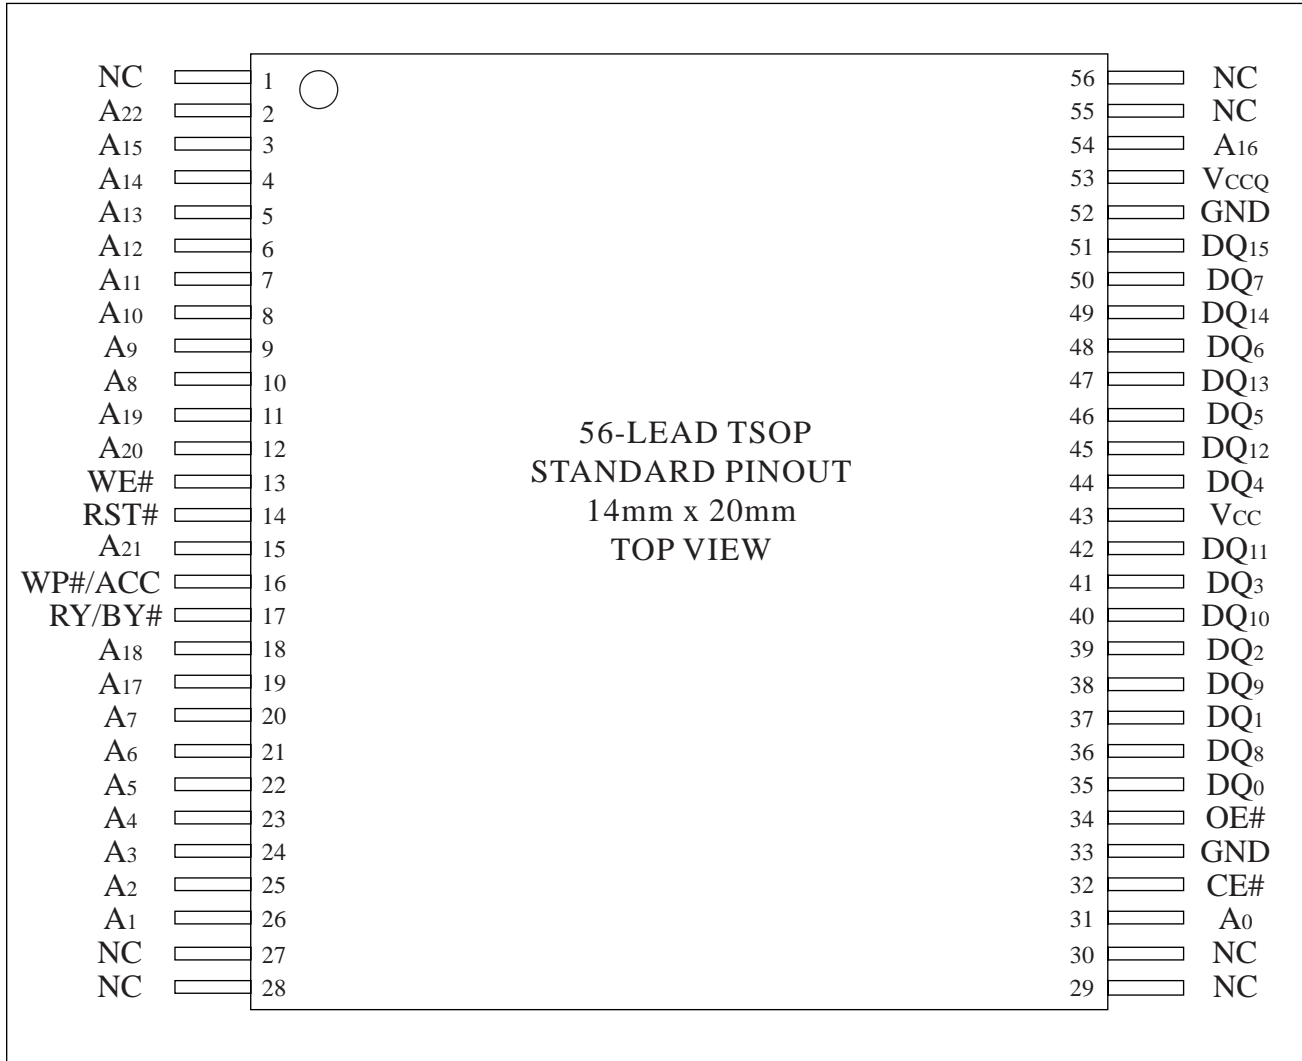 NC 1 56 NC
A22 2 55 NC
A15 3 54 A16
A14 4 53 VCCQ
A13 5 52 GND
A12 6 51 DQ15
A11 7 50 DQ7
A10 8 49 DQ14
A9 9 48 DQ6
A8 10 47 DQ13
A19 11 46 DQ5
A20 12 45 DQ12
WE# 13 44 DQ4
RST# 14 43 VCC
A21 15 42 DQ11
WP#/ACC 16 41 DQ3
RY/BY# 17 40 DQ10
A18 18 39 DQ2
A17 19 38 DQ9
A7 20 37 DQ1
A6 21 36 DQ8
A5 22 35 DQ0
A4 23 34 OE#
A3 24 33 GND
A2 25 32 CE#
A1 26 31 A0
NC 27 30 NC
NC 28 29 NC
56-LEAD TSOP
STANDARD PINOUT
14mm x 20mm
TOP VIEW